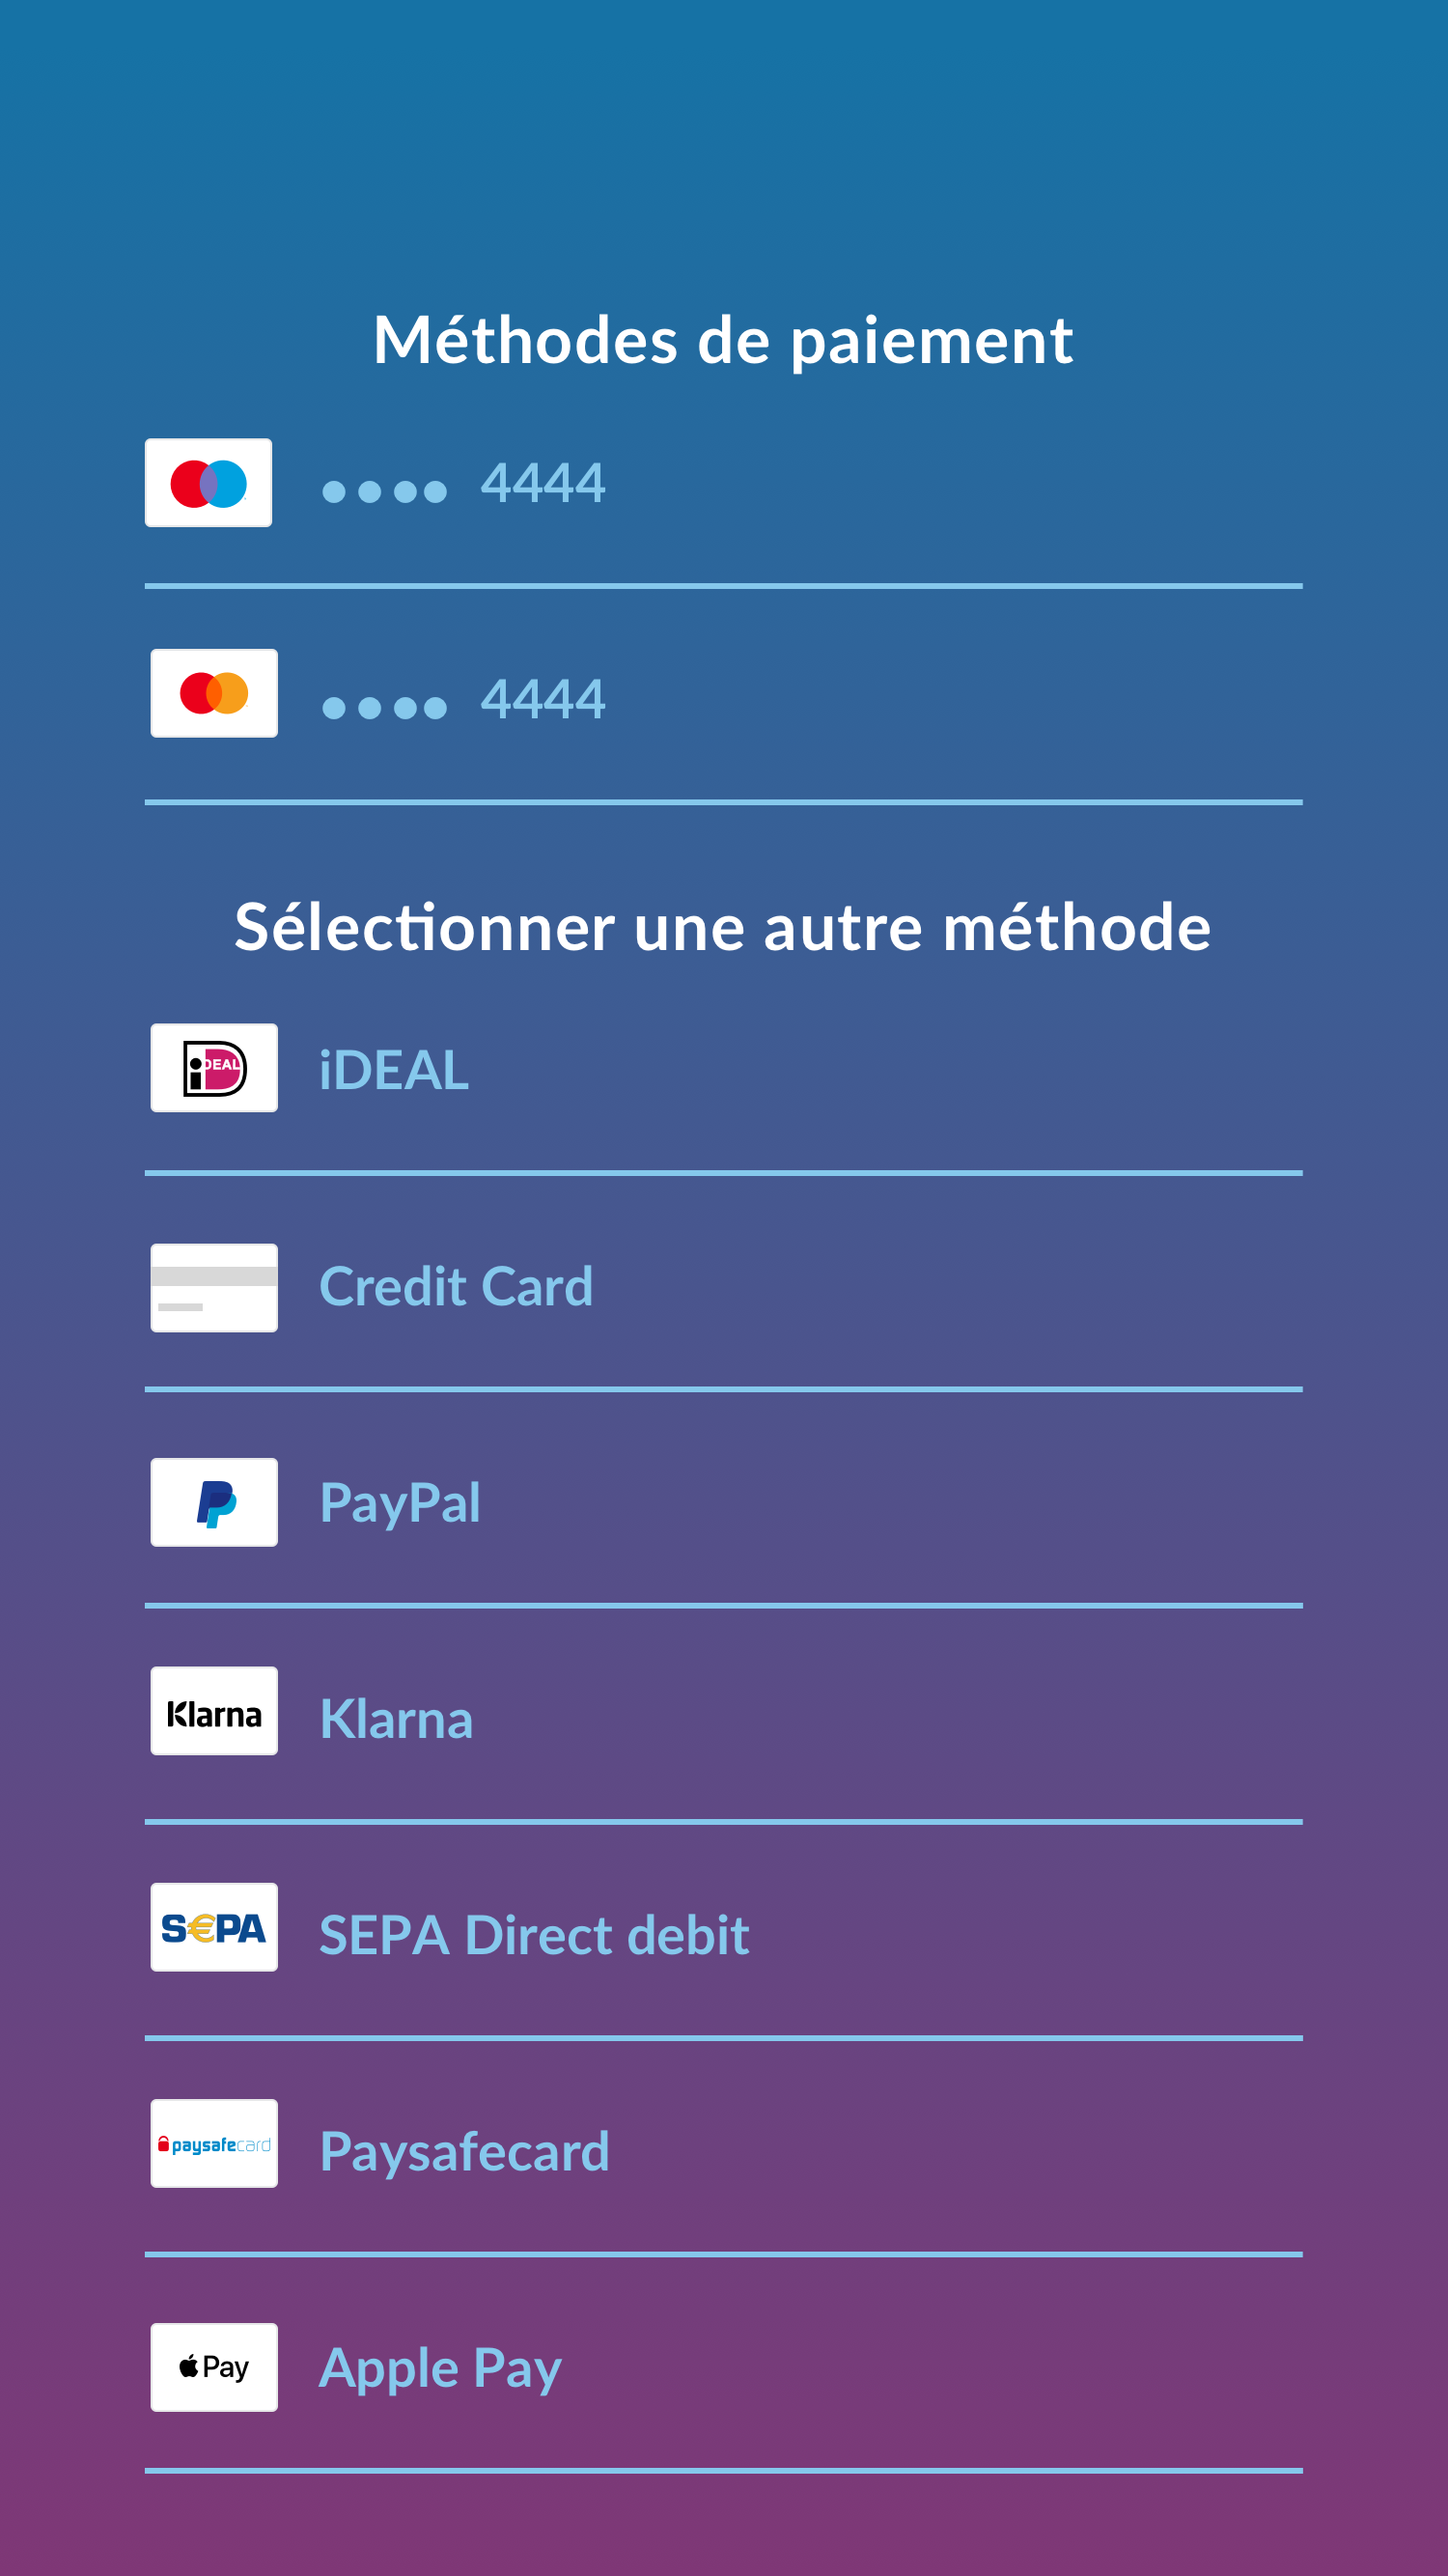 Méthodes de paiement
•••• 4444
•••• 4444
Sélectionner une autre méthode
iDEAL iDEAL
Credit Card
PayPal
Klarna Klarna
S€PA SEPA Direct debit
paysafecard Paysafecard
Pay Apple Pay